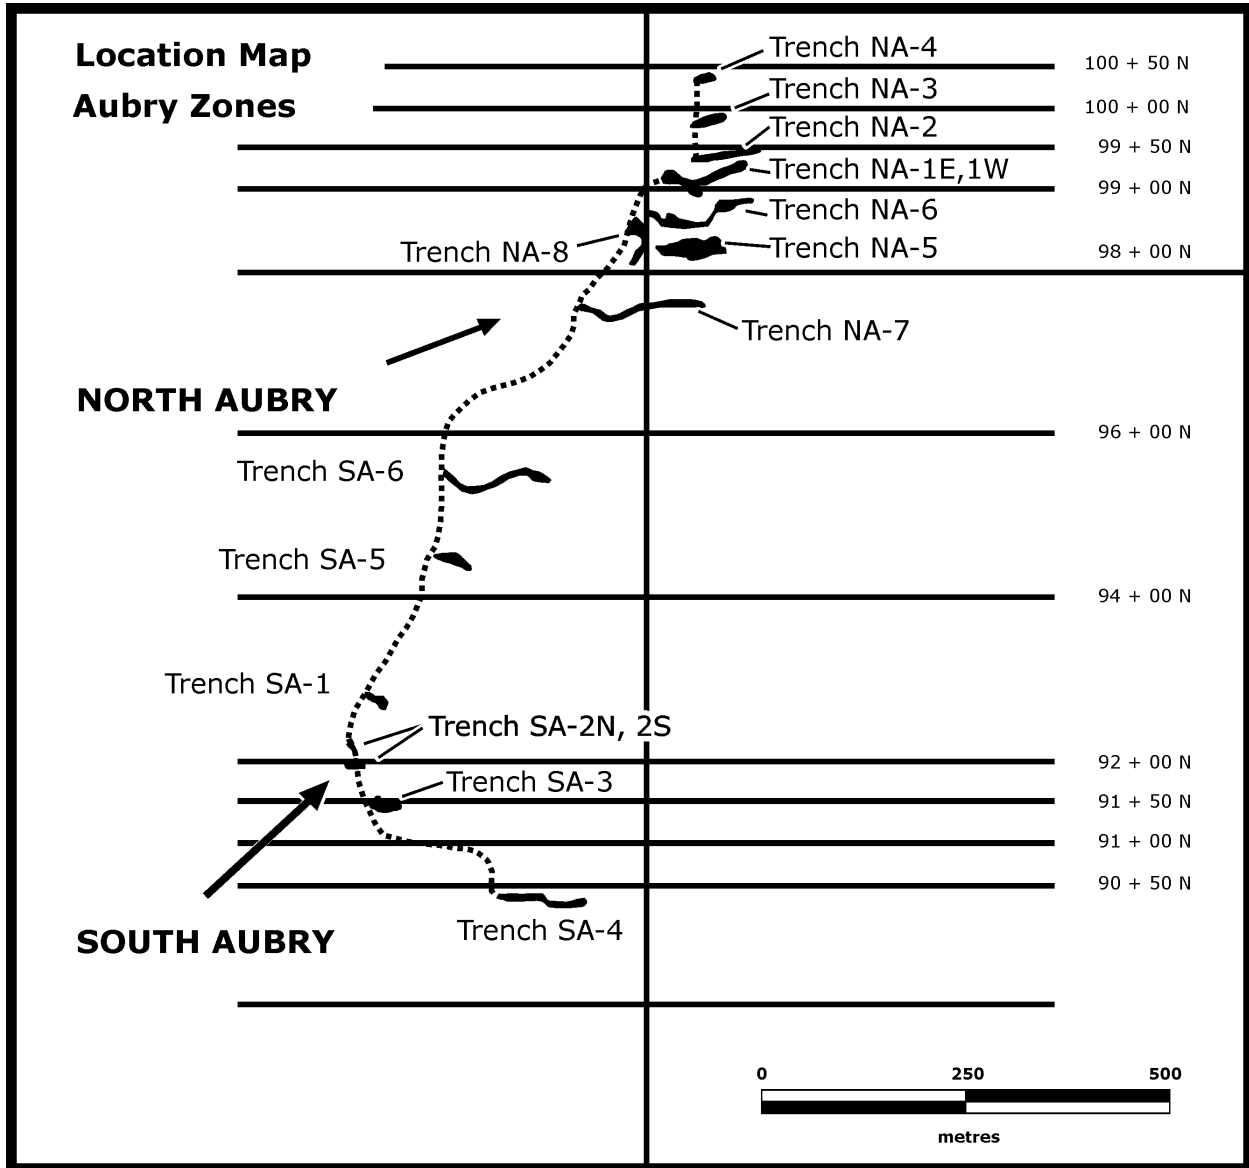 Location Map
Aubry Zones
Trench NA-4
100 + 50 N
Trench NA-3
100 + 00 N
Trench NA-2
99 + 50 N
Trench NA-1E,1W
99 + 00 N
Trench NA-6
Trench NA-8
Trench NA-5
98 + 00 N
Trench NA-7
NORTH AUBRY
96 + 00 N
Trench SA-6
Trench SA-5
94 + 00 N
Trench SA-1
Trench SA-2N, 2S
92 + 00 N
Trench SA-3
91 + 50 N
91 + 00 N
90 + 50 N
Trench SA-4
SOUTH AUBRY
0 250 500
metres